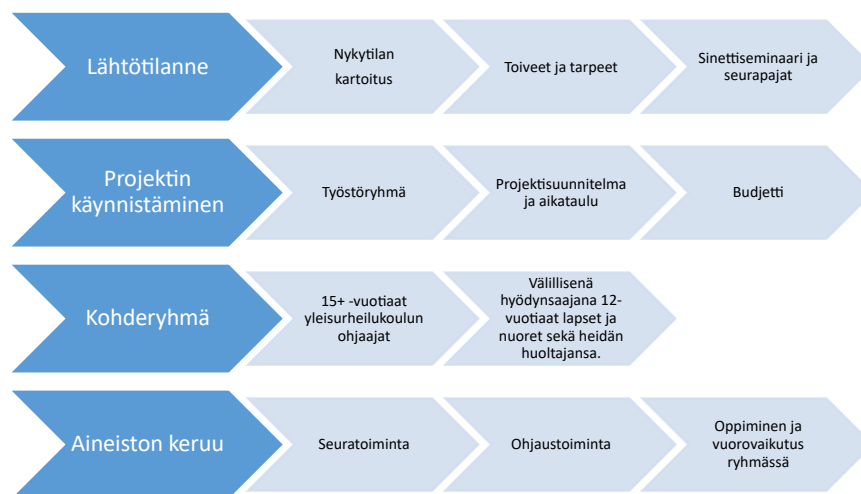 Lähtötilanne
Nykytilan
kartoitus
Toiveet ja tarpeet
Sinettiseminaari ja
seurapajat
Projektin
käynnistäminen
Työstöryhmä
Projektisuunnitelma
ja aikataulu
Budjetti
Kohderyhmä
15+ -vuotiaat
yleisurheilukoulun
ohjaajat
Välillisenä
hyödynsaajana 12-
vuotiaat lapset ja
nuoret sekä heidän
huoltajansa.
Aineiston keruu
Seuratoiminta
Ohjaustoiminta
Oppiminen ja
vuorovaikutus
ryhmässä